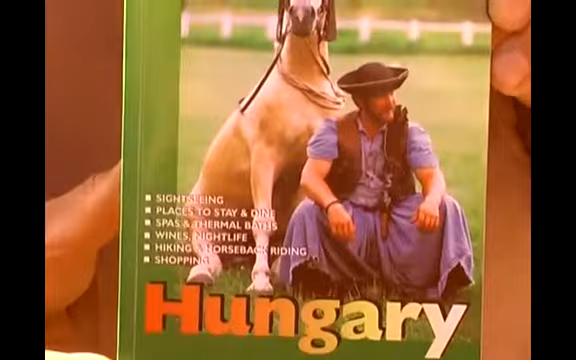 SIGHTSEEING
PLACES TO STAY & DINE
SPAS & THERMAL BATHS
WINES, NIGHTLIFE
HIKING & HORSEBACK RIDING
SHOPPING
Hungary